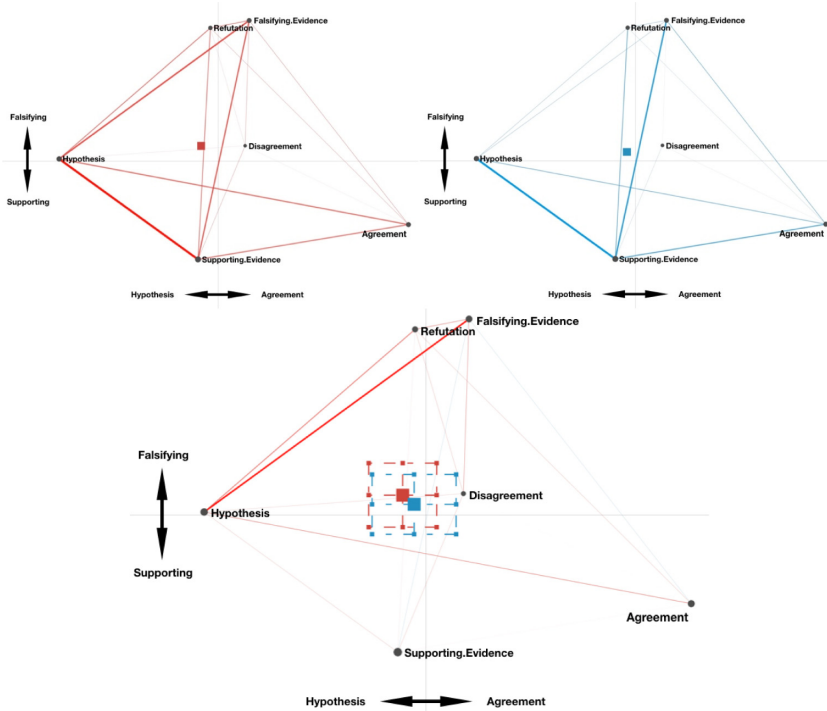 Falsifying.Evidence
Refutation
Falsifying
Disagreement
Hypothesis
Supporting
Agreement
Supporting.Evidence
Hypothesis Agreement
Falsifying.Evidence
Refutation
Falsifying
Disagreement
Hypothesis
Supporting
Agreement
Supporting.Evidence
Hypothesis Agreement
Falsifying.Evidence
Refutation
Falsifying
Disagreement
Hypothesis
Supporting
Agreement
Supporting.Evidence
Hypothesis Agreement